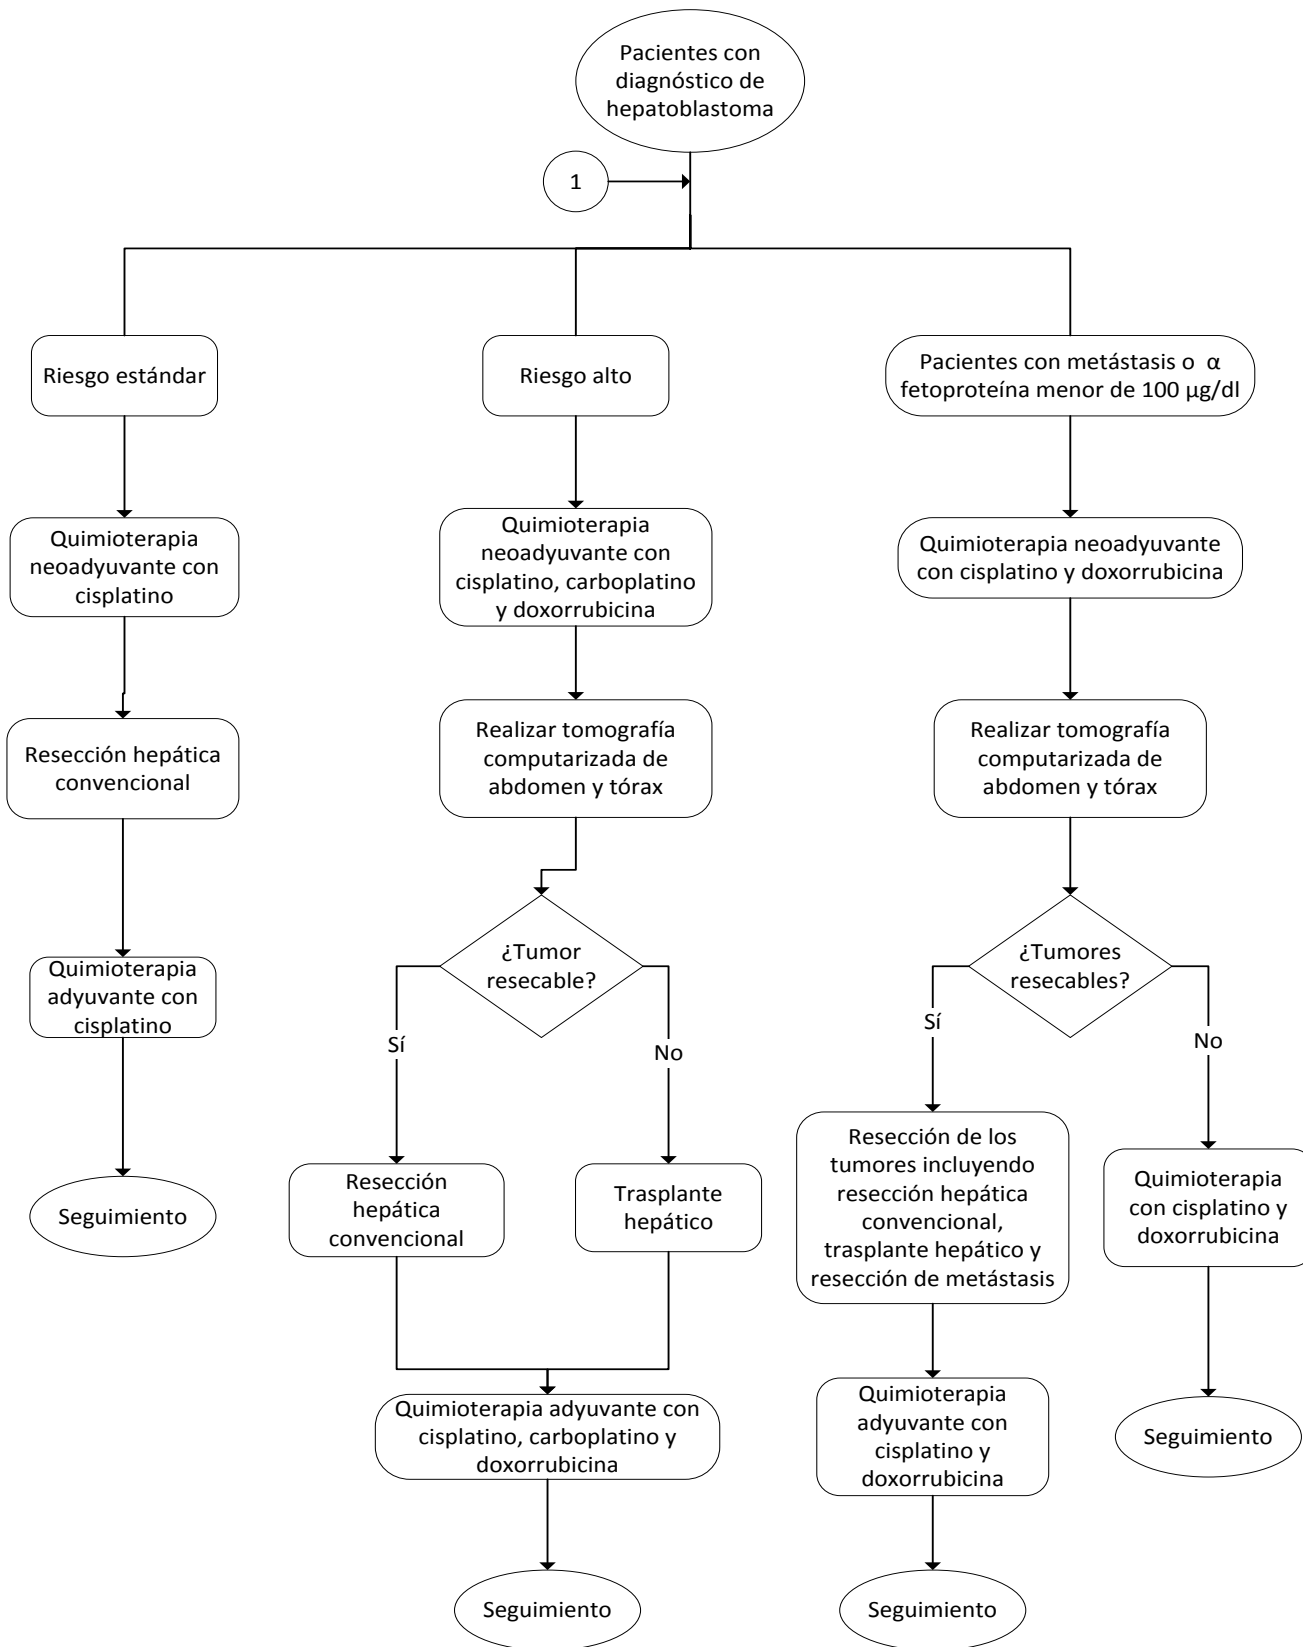 Pacientes con
diagnóstico de
hepatoblastoma
1
Riesgo estándar
Riesgo alto
Pacientes con metástasis o α
fetoproteína menor de 100 µg/dl
Quimioterapia
neoadyuvante con
cisplatino
Quimioterapia
neoadyuvante con
cisplatino, carboplatino
y doxorrubicina
Quimioterapia neoadyuvante
con cisplatino y doxorrubicina
Resección hepática
convencional
Realizar tomografía
computarizada de
abdomen y tórax
Realizar tomografía
computarizada de
abdomen y tórax
Quimioterapia
adyuvante con
cisplatino
¿Tumor
resecable?
¿Tumores
resecables?
Sí
No
Sí
No
Seguimiento
Resección
hepática
convencional
Trasplante
hepático
Resección de los
tumores incluyendo
resección hepática
convencional,
trasplante hepático y
resección de metástasis
Quimioterapia
con cisplatino y
doxorrubicina
Quimioterapia adyuvante con
cisplatino, carboplatino y
doxorrubicina
Quimioterapia
adyuvante con
cisplatino y
doxorrubicina
Seguimiento
Seguimiento
Seguimiento